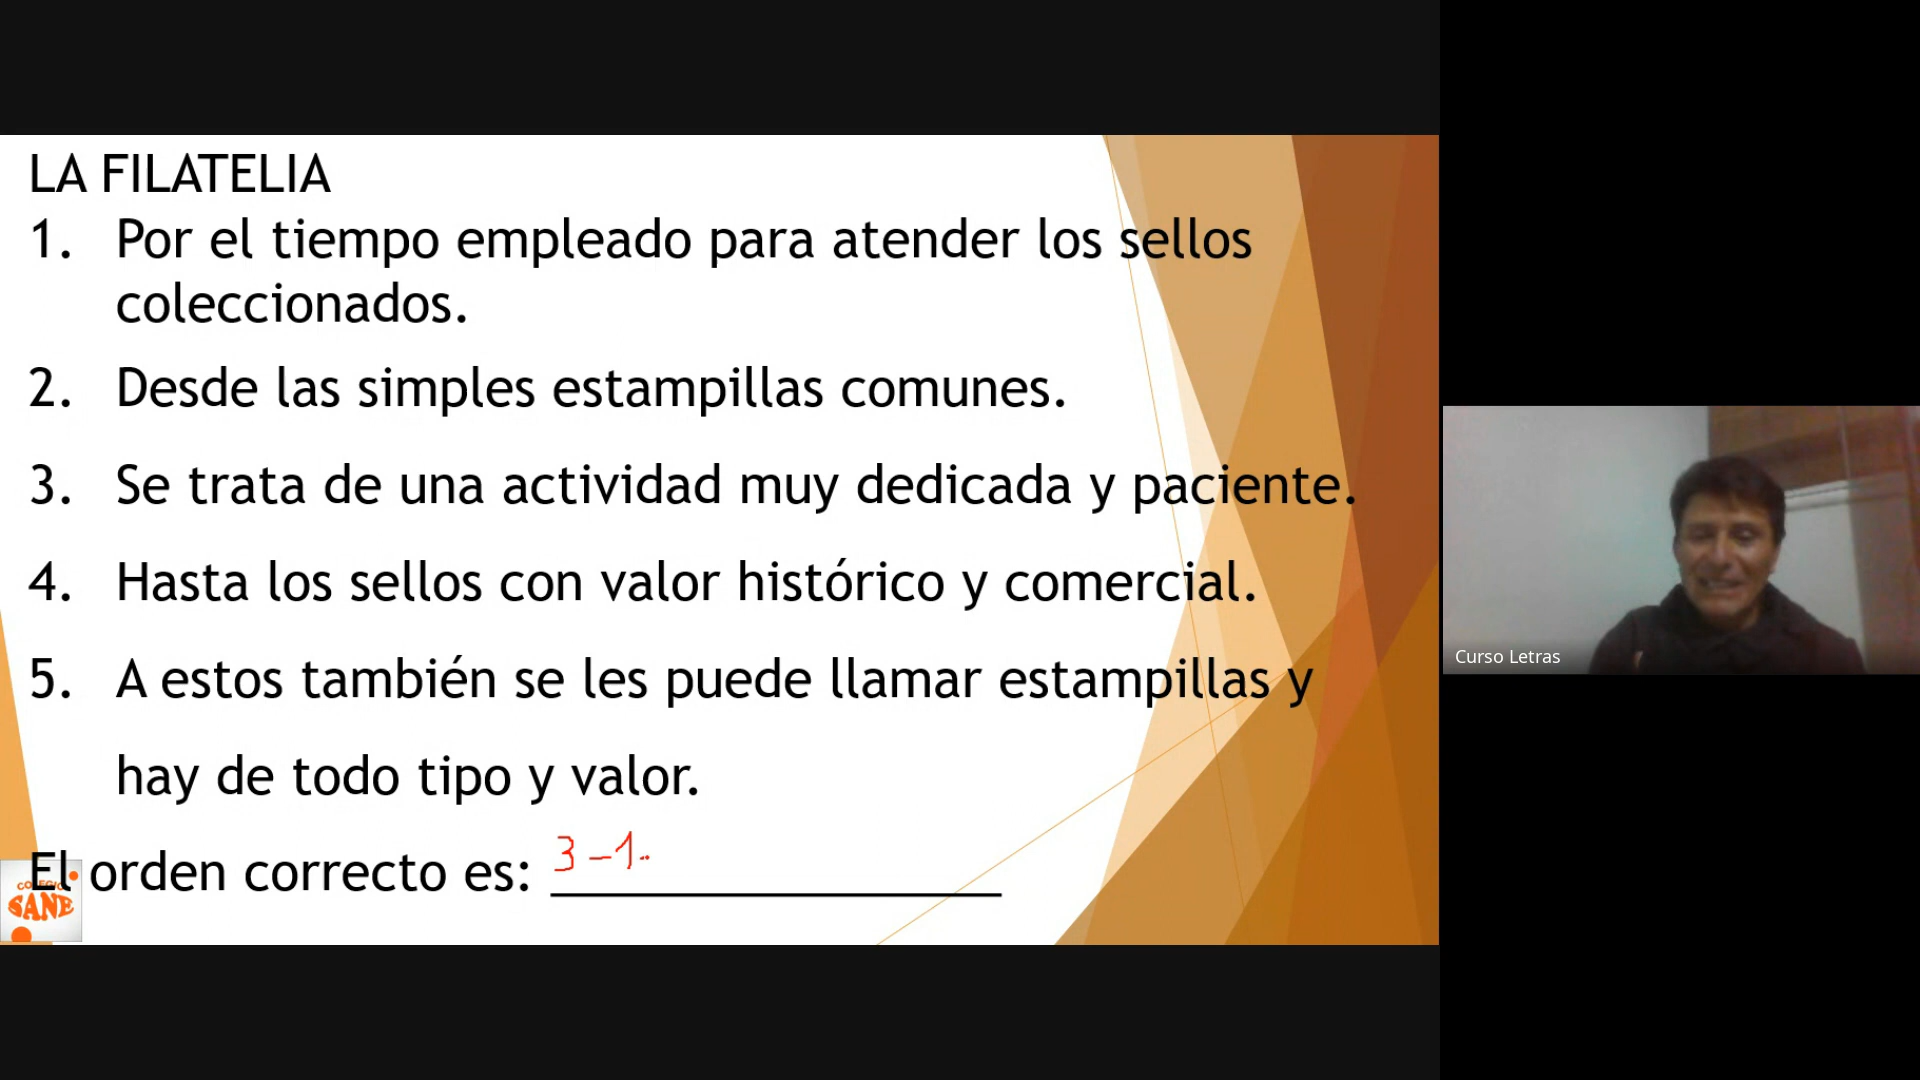 LA FILATELIA
1. Por el tiempo empleado para atender los sellos
coleccionados.
2. Desde las simples estampillas comunes.
3. Se trata de una actividad muy dedicada y paciente.
4. Hasta los sellos con valor histórico y comercial.
5. A estos también se les puede llamar estampillas y
hay de todo tipo y valor.
El orden correcto es: 3-1..
COLEGIO
SANE
Curso Letras